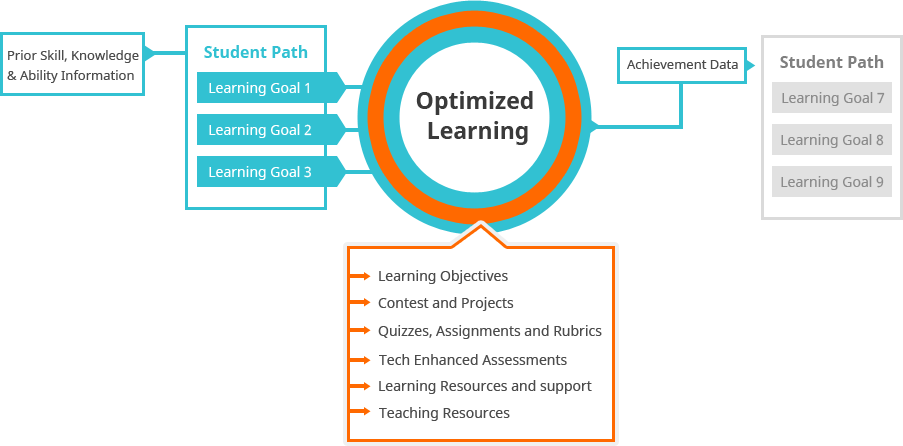 Prior Skill, Knowledge
& Ability Information
Student Path
Learning Goal 1
Learning Goal 2
Learning Goal 3
Optimized
Learning
Achievement Data
Student Path
Learning Goal 7
Learning Goal 8
Learning Goal 9
Learning Objectives
Contest and Projects
Quizzes, Assignments and Rubrics
Tech Enhanced Assessments
Learning Resources and support
Teaching Resources